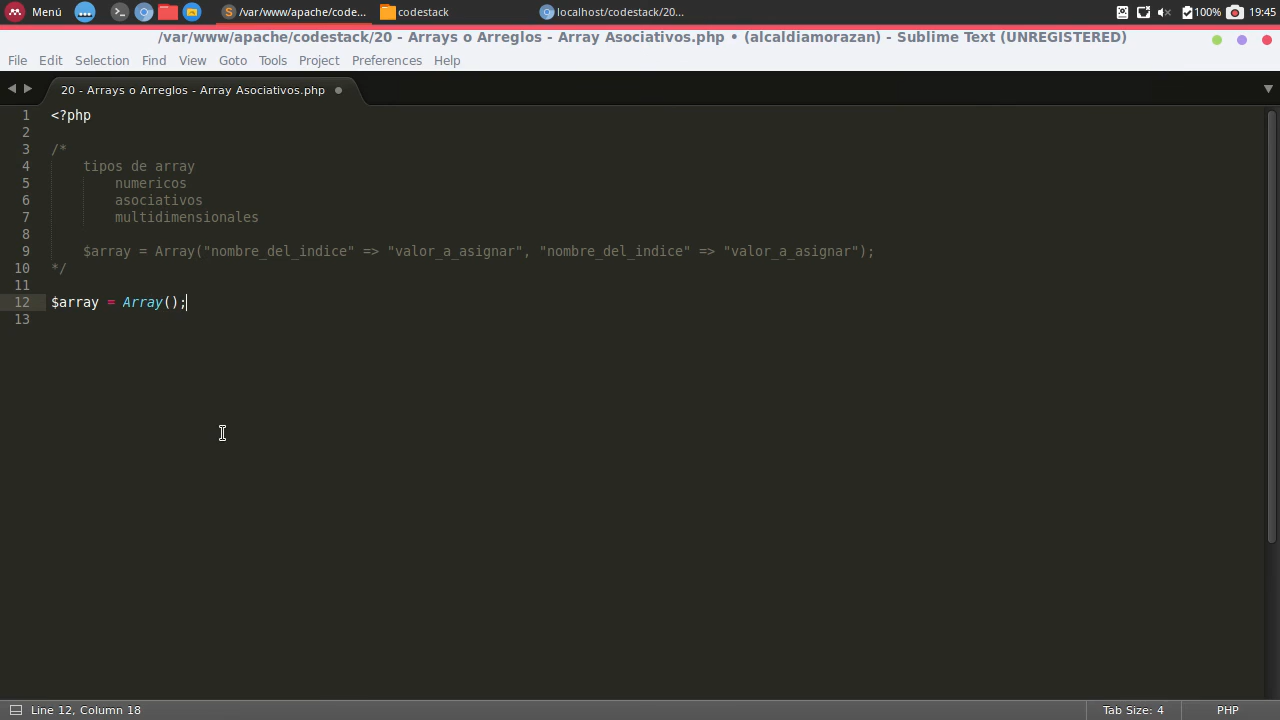 Menú
/var/www/apache/code...
codestack
localhost/codestack/20...
100%
19:45
/var/www/apache/codestack/20 - Arrays o Arreglos - Array Asociativos.php • (alcaldiamorazan) - Sublime Text (UNREGISTERED)
File Edit Selection Find View Goto Tools Project Preferences Help
20 - Arrays o Arreglos - Array Asociativos.php
1 <?php
2
3 /*
4 tipos de array
5 numericos
6 asociativos
7 multidimensionales
8
9 $array = Array("nombre_del_indice" => "valor_a_asignar", "nombre_del_indice" => "valor_a_asignar");
10 */
11
12 $array = Array();
13
Line 12, Column 18
Tab Size: 4
PHP